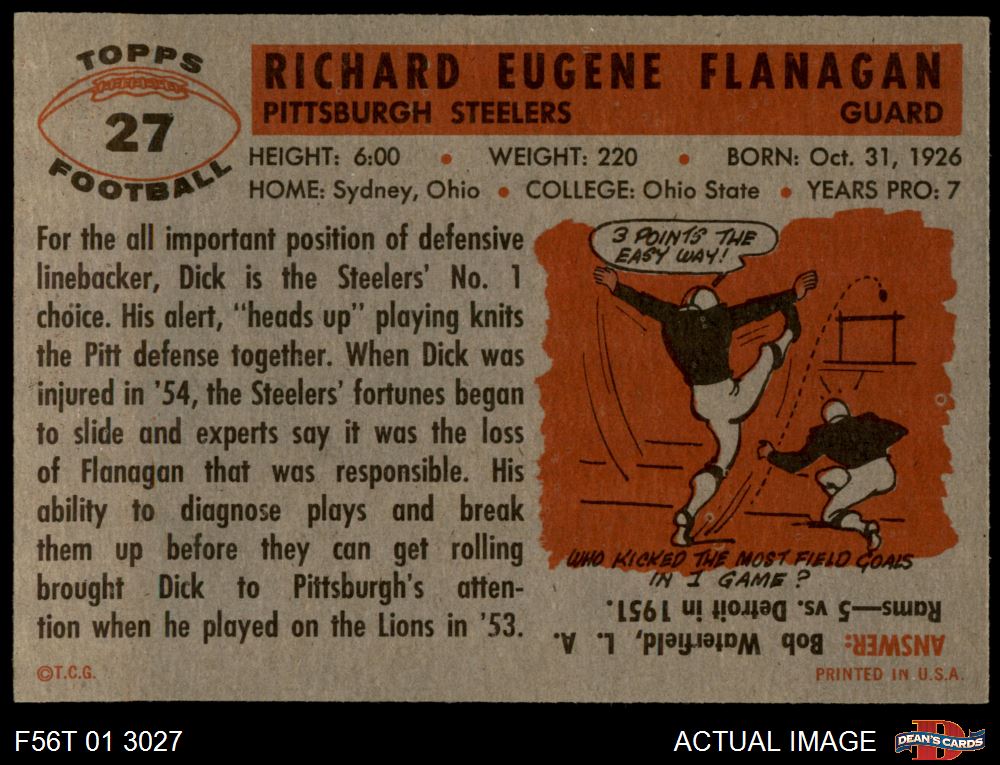 TOPPS
27
FOOTBALL
RICHARD EUGENE FLANAGAN
PITTSBURGH STEELERS GUARD
HEIGHT: 6:00 • WEIGHT: 220 • BORN: Oct. 31, 1926
HOME: Sydney, Ohio • COLLEGE: Ohio State • YEARS PRO: 7
For the all important position of defensive
linebacker, Dick is the Steelers' No. 1
choice. His alert, "heads up" playing knits
the Pitt defense together. When Dick was
injured in '54, the Steelers' fortunes began
to slide and experts say it was the loss
of Flanagan that was responsible. His
ability to diagnose plays and break
them up before they can get rolling
brought Dick to Pittsburgh's atten-
tion when he played on the Lions in '53.
©T.C.G.
3 POINTS THE
EASY WAY!
WHO KICKED THE MOST FIELD GOALS
IN 1 GAME?
ANSWER: Bob Waterfield, L. A.
Rams—5 vs. Detroit in 1951.
PRINTED IN U.S.A.
F56T 01 3027
ACTUAL IMAGE
D
DEAN'S CARDS